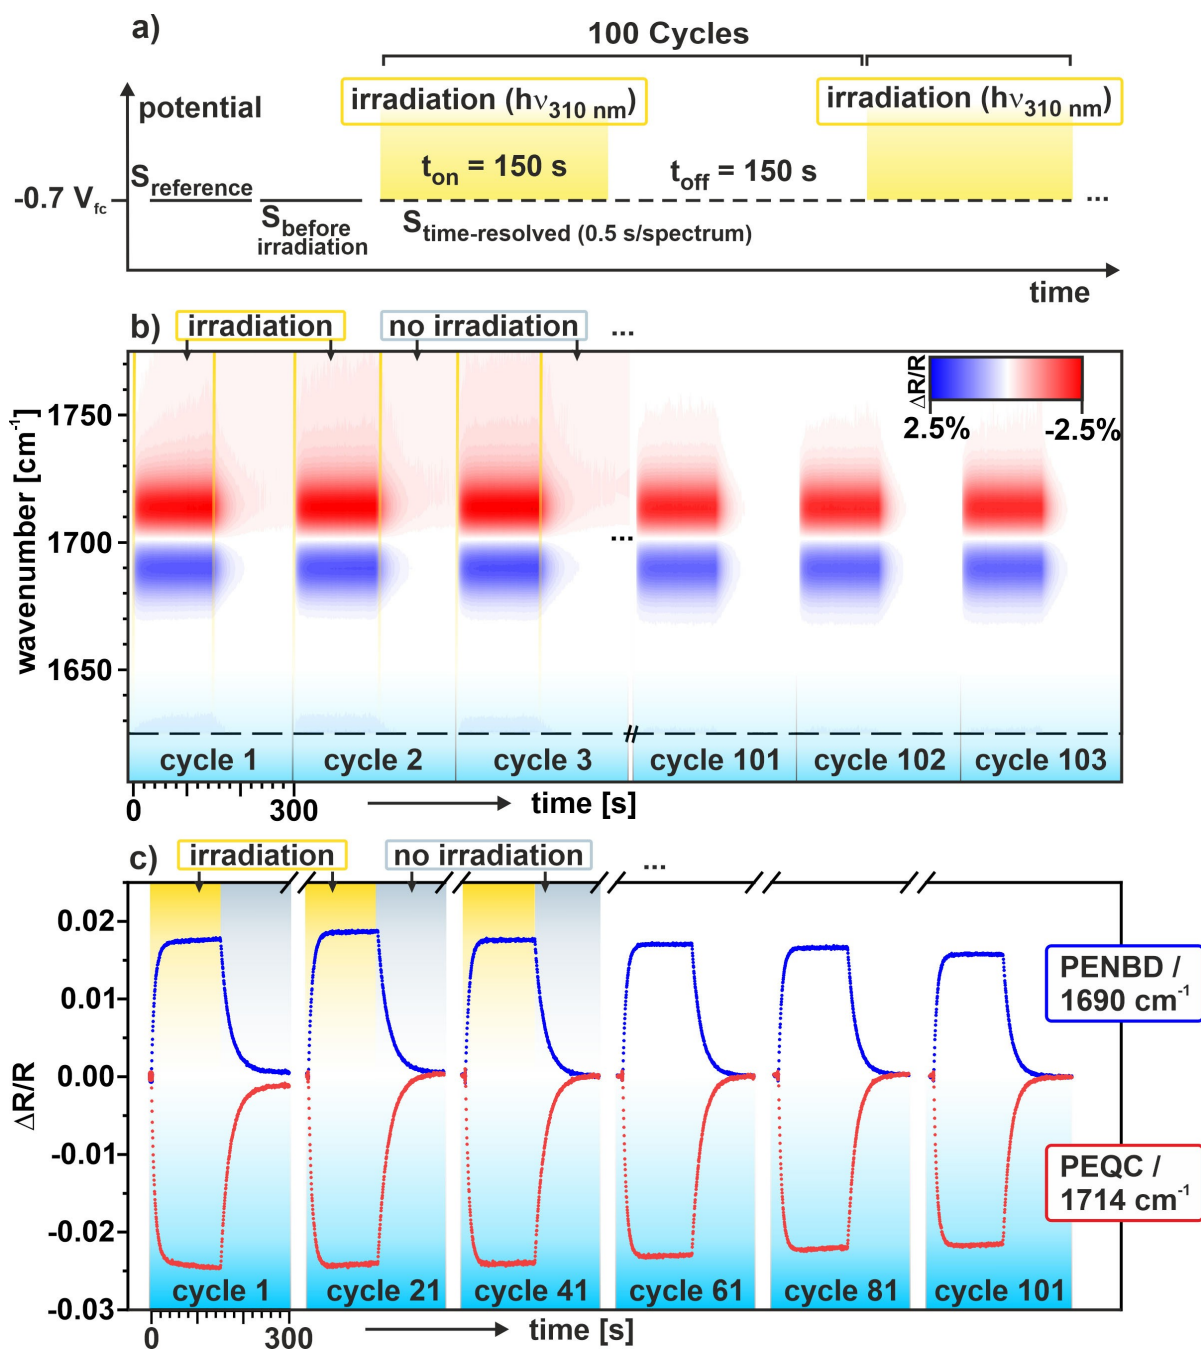 a)
100 Cycles
potential
irradiation (hν310 nm)
irradiation (hν310 nm)
ton = 150 s
toff = 150 s
Sreference
-0.7 Vfc
...
Sbefore
irradiation
Stime-resolved (0.5 s/spectrum)
time
b)
irradiation
no irradiation
...
ΔR/R
2.5%
-2.5%
wavenumber [cm-1]
1750
1700
1650
...
//
cycle 1
cycle 2
cycle 3
cycle 101
cycle 102
cycle 103
0
300
time [s]
c)
irradiation
no irradiation
...
ΔR/R
0.02
0.01
0.00
-0.01
-0.02
-0.03
PENBD /
1690 cm-1
PEQC /
1714 cm-1
cycle 1
cycle 21
cycle 41
cycle 61
cycle 81
cycle 101
0
300
time [s]